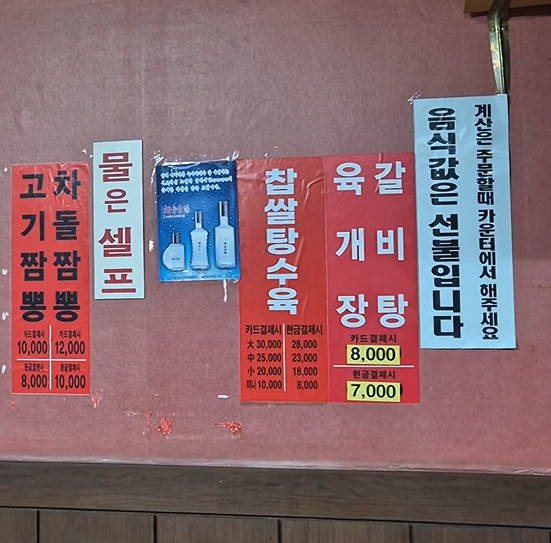 고기짬뽕
차돌짬뽕
카드결제시 카드결제시
10,000 12,000
현금결제시 현금결제시
8,000 10,000
물은 셀프
찹쌀탕수육
카드결제시 현금결제시
大 30,000 28,000
中 25,000 23,000
小 20,000 18,000
미니 10,000 8,000
육개장
갈비탕
카드결제시
8,000
현금결제시
7,000
계산은 주문할때 카운터에서 해주세요
음식값은 선불입니다